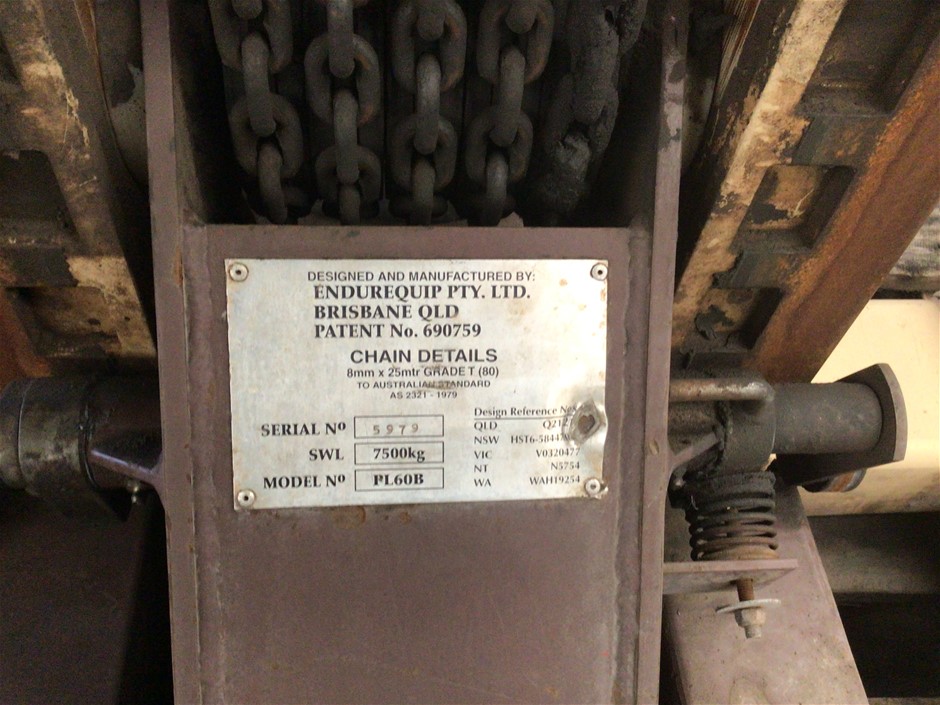 DESIGNED AND MANUFACTURED BY:
ENDUREQUIP PTY. LTD.
BRISBANE QLD
PATENT No. 690759
CHAIN DETAILS
8mm x 25mtr GRADE T (80)
TO AUSTRALIAN STANDARD
AS 2321 - 1979
SERIAL Nº 5979
SWL 7500kg
MODEL Nº PL60B
Design Reference
QLD
NSW
VIC V0320477
NT N5754
WA WAH19254